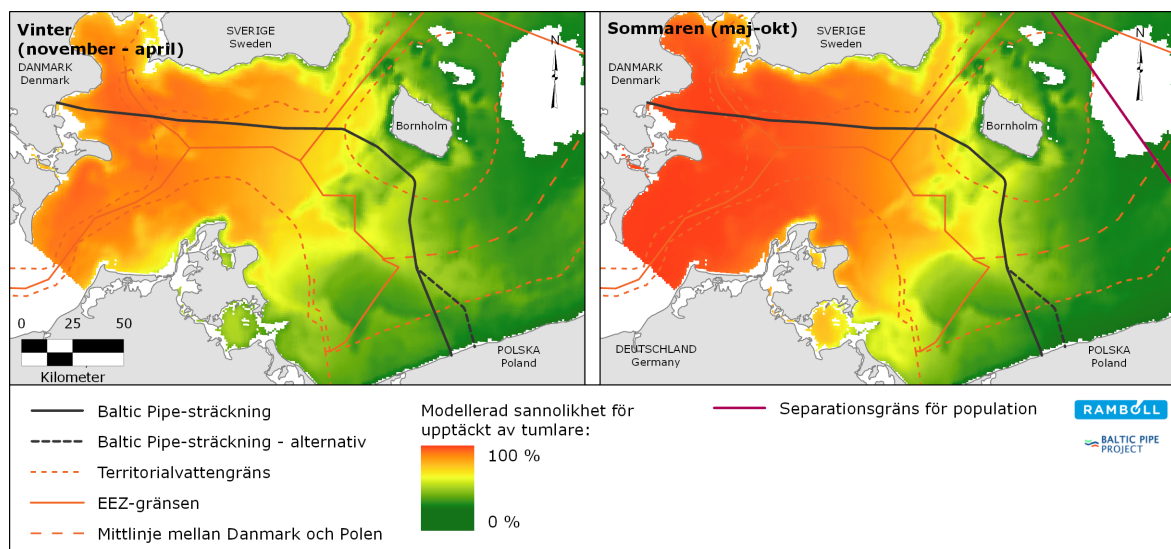 Vinter
(november - april)
SVERIGE
Sweden
DANMARK
Denmark
N
Bornholm
0 25 50
Kilometer
POLSKA
Poland
Sommaren (maj-okt)
SVERIGE
Sweden
DANMARK
Denmark
N
Bornholm
DEUTSCHLAND
Germany
POLSKA
Poland
Baltic Pipe-sträckning
Baltic Pipe-sträckning - alternativ
Territorialvattengräns
EEZ-gränsen
Mittlinje mellan Danmark och Polen
Modellerad sannolikhet för
upptäckt av tumlare:
100 %
0 %
Separationsgräns för population
RAMBOLL
BALTIC PIPE
PROJECT